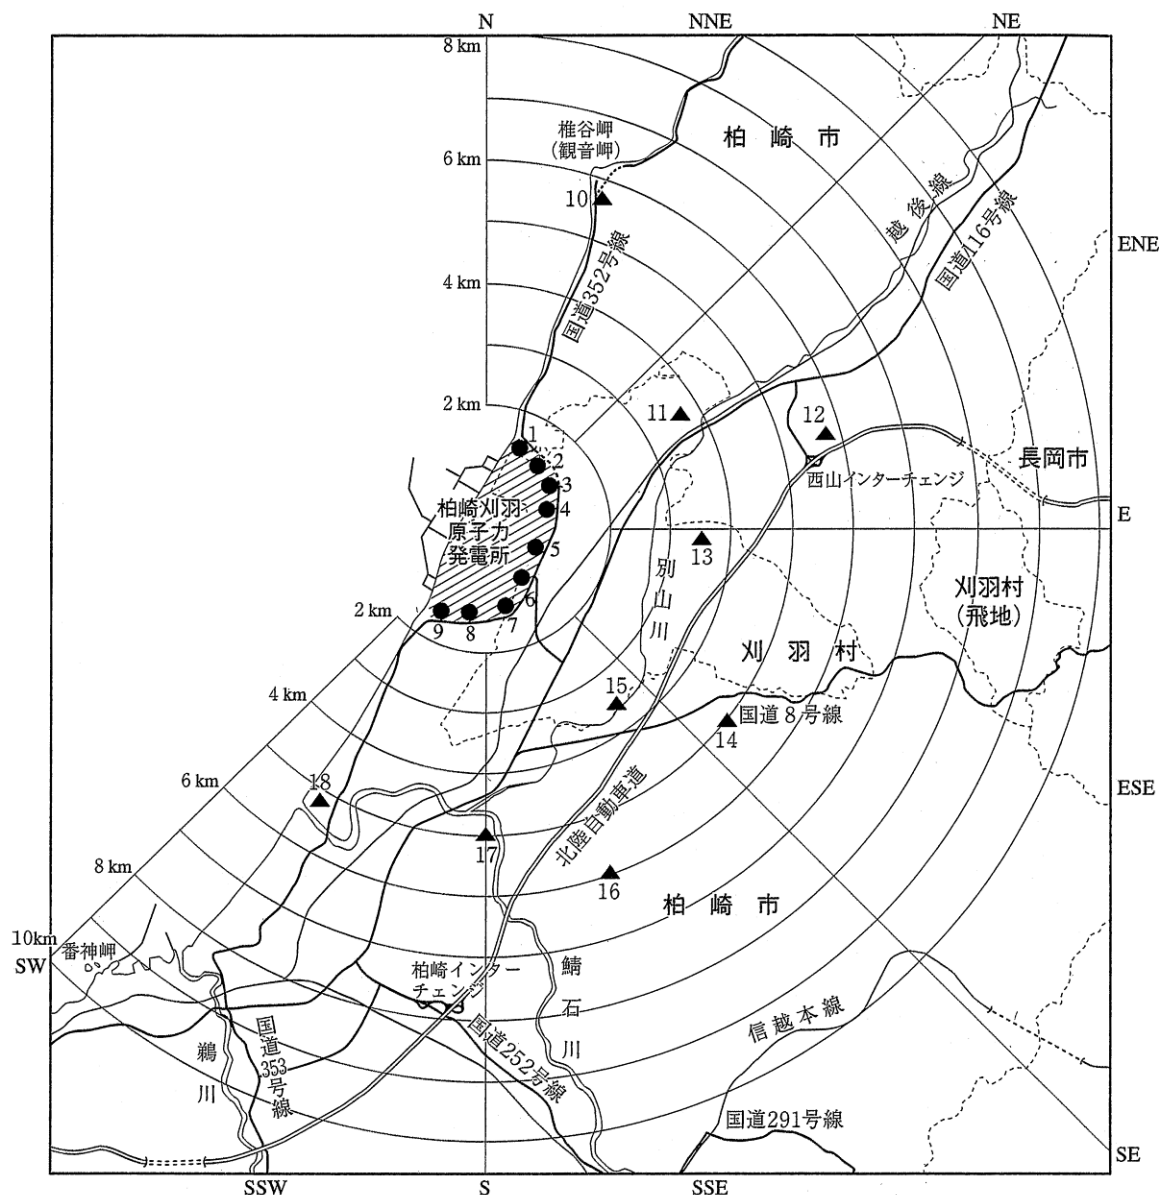 N
NNE
NE
8 km
椎谷岬
(観音岬)
柏崎市
6 km
10
越後線
国道116号線
ENE
国道352号線
4 km
2 km
11
12
1
2
3
4
5
6
7
8
9
西山インターチェンジ
長岡市
柏崎刈羽
原子力
発電所
E
13
別山川
刈羽村
(飛地)
2 km
刈羽村
15
国道8号線
14
4 km
18
6 km
北陸自動車道
ESE
17
16
8 km
柏崎市
10km
番神岬
SW
柏崎インター
チェンジ
鯖石川
国道353号線
国道252号線
信越本線
鵜川
国道291号線
SE
SSW
S
SSE